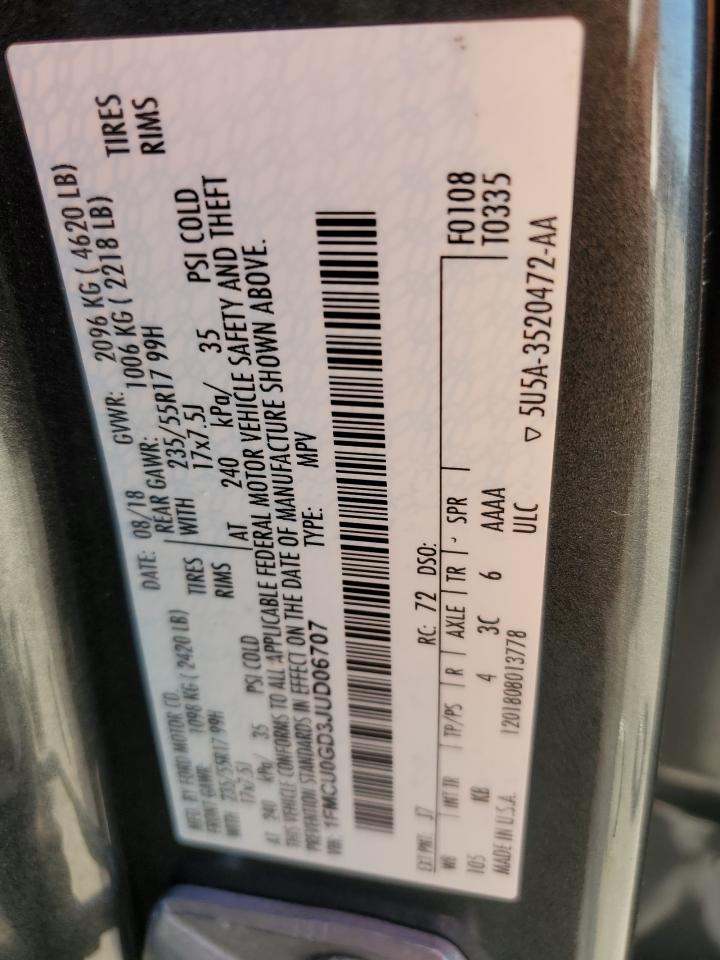 MFD. BY FORD MOTOR CO.
DATE: 08/18 GVWR: 2096 KG ( 4620 LB)
FRONT GAWR: 1098 KG ( 2420 LB) REAR GAWR: 1006 KG ( 2218 LB)
WITH 235/55R17 99H TIRES WITH 235/55R17 99H TIRES
17x7.5J RIMS 17x7.5J RIMS
AT 240 kPa/ 35 PSI COLD AT 240 kPa/ 35 PSI COLD
THIS VEHICLE CONFORMS TO ALL APPLICABLE FEDERAL MOTOR VEHICLE SAFETY AND THEFT
PREVENTION STANDARDS IN EFFECT ON THE DATE OF MANUFACTURE SHOWN ABOVE.
VIN: 1FMCU0GD3JUD06707 TYPE: MPV
EXT PNT: J7 RC: 72 DSO: F0108
WB INT TR TP/PS R AXLE TR SPR T0335
105 KB 4 3C 6 AAAA
MADE IN U.S.A. 1201808013778 ULC ▽ 5U5A-3520472-AA